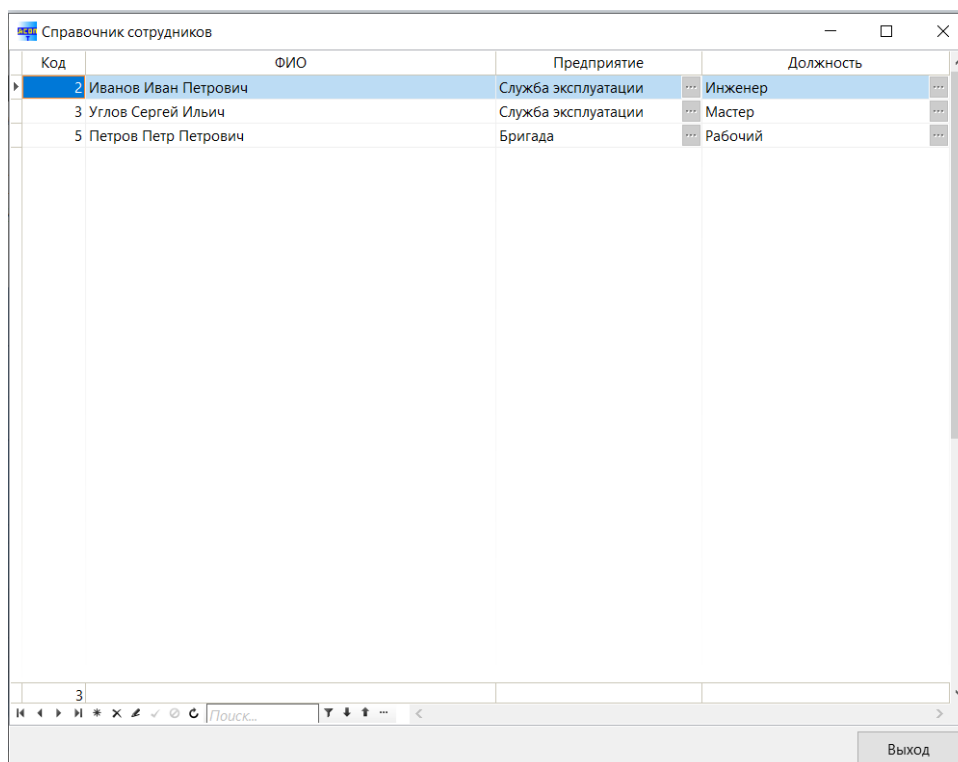 Справочник сотрудников
Код ФИО Предприятие Должность
2 Иванов Иван Петрович Служба эксплуатации ... Инженер ...
3 Углов Сергей Ильич Служба эксплуатации ... Мастер ...
5 Петров Петр Петрович Бригада ... Рабочий ...
3
Поиск...
Выход